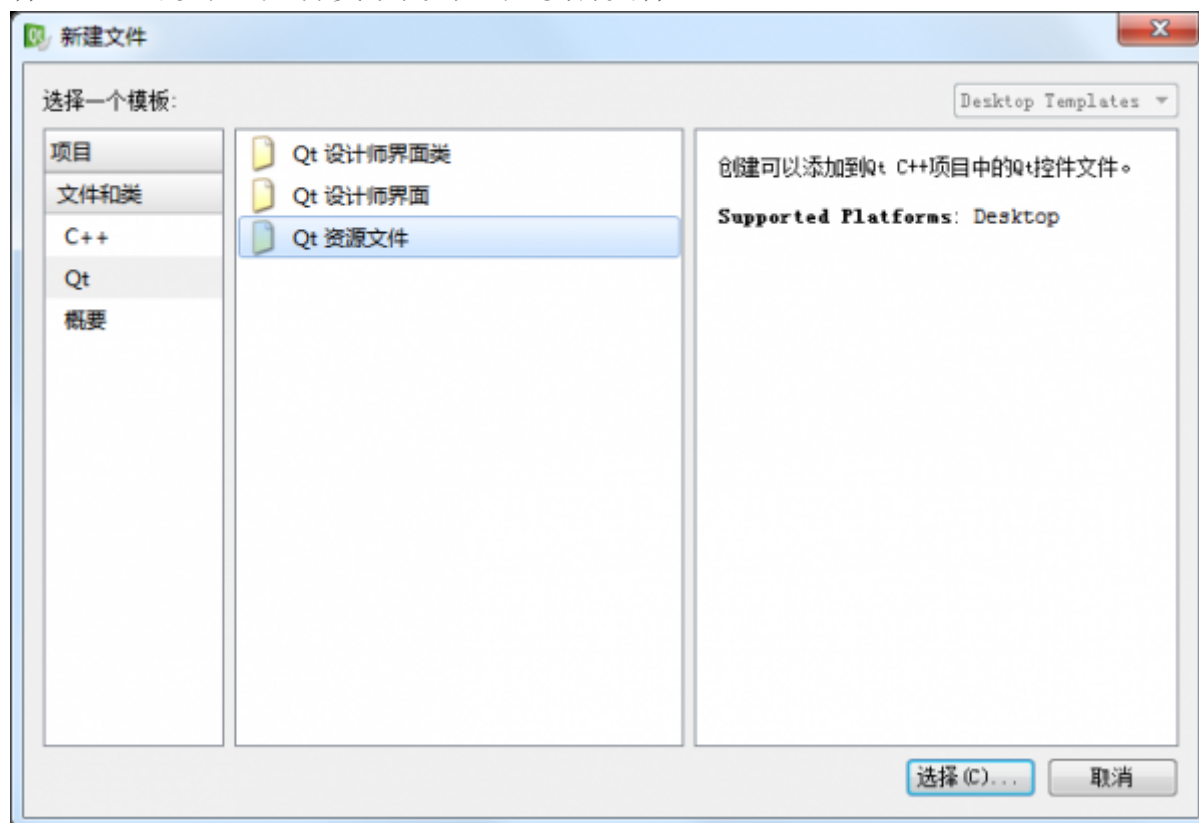 新建文件
选择一个模板:
Desktop Templates
项目
文件和类
C++
Qt
概要
Qt 设计师界面类
Qt 设计师界面
Qt 资源文件
创建可以添加到Qt C++项目中的Qt控件文件。
Supported Platforms: Desktop
选择(C)...
取消